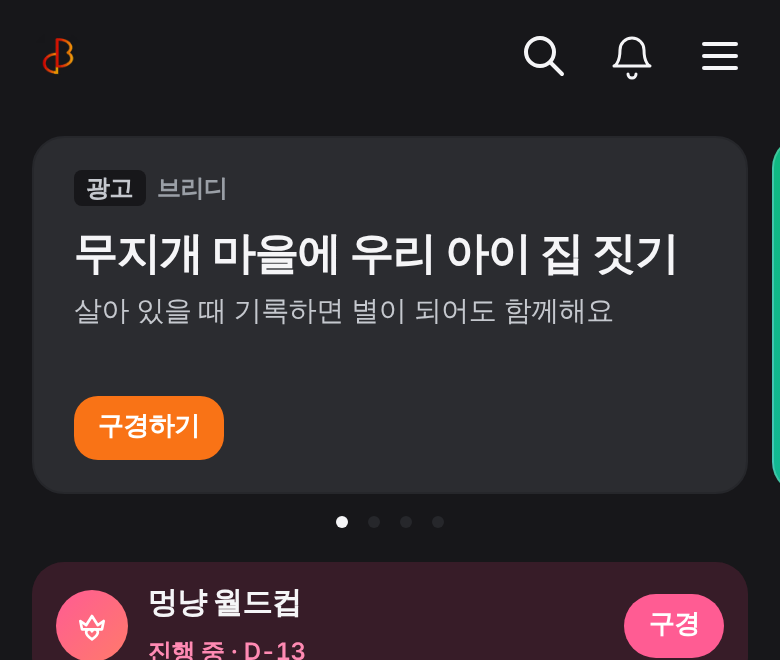 광고 브리디
무지개 마을에 우리 아이 집 짓기
살아 있을 때 기록하면 별이 되어도 함께해요
구경하기
멍냥 월드컵
구경
진행 중 · D-13